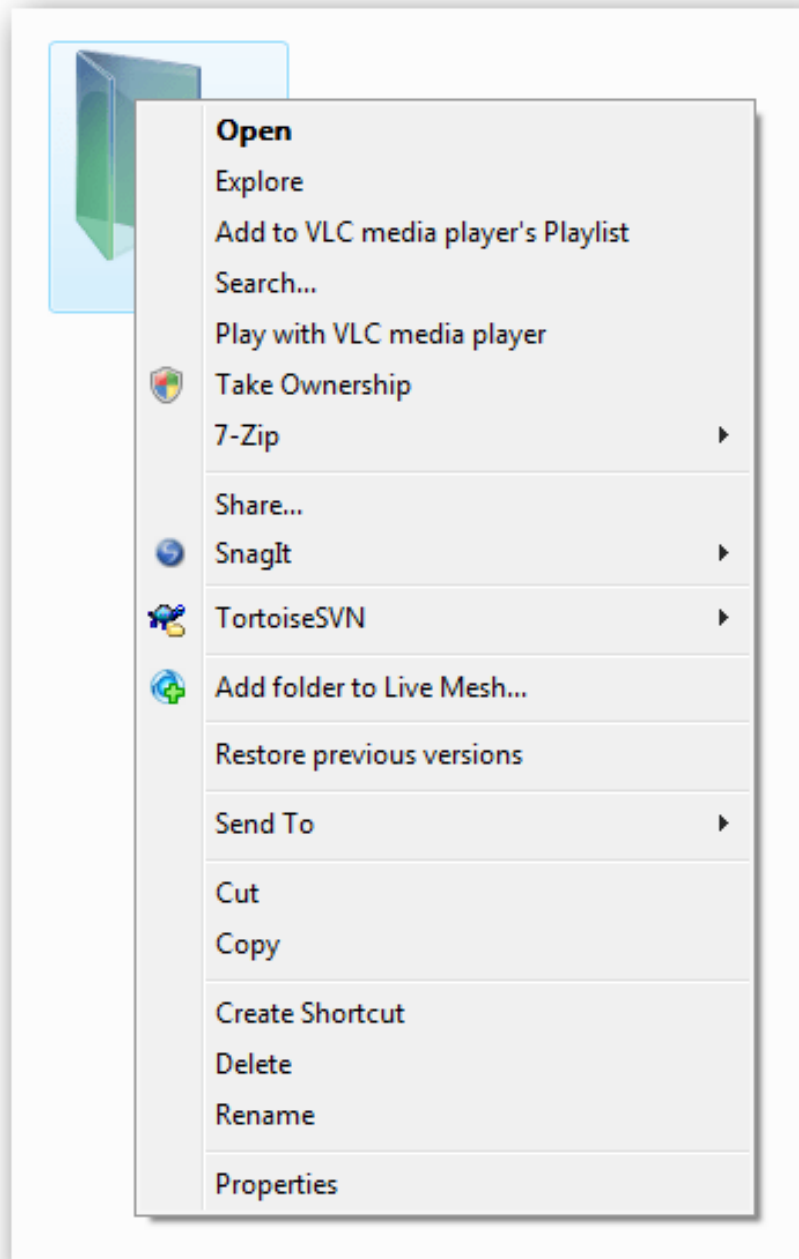 Open
Explore
Add to VLC media player's Playlist
Search...
Play with VLC media player
Take Ownership
7-Zip
Share...
SnagIt
TortoiseSVN
Add folder to Live Mesh...
Restore previous versions
Send To
Cut
Copy
Create Shortcut
Delete
Rename
Properties